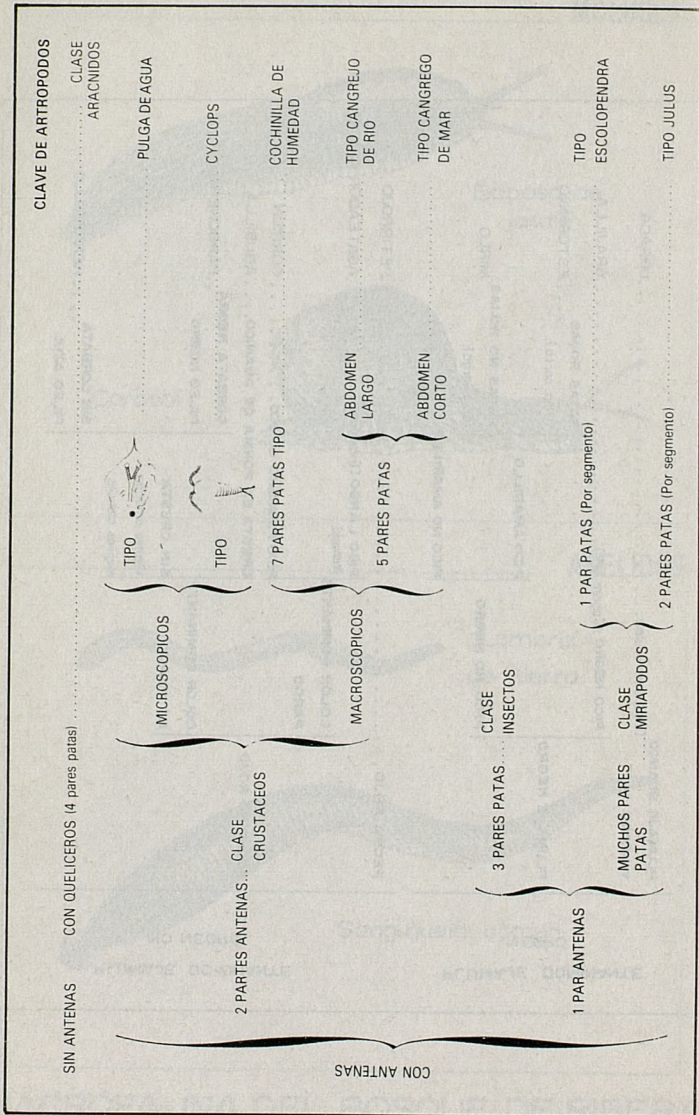 CLAVE DE ARTROPODOS
SIN ANTENAS CON QUELICEROS (4 pares patas) ........ CLASE
ARACNIDOS
CON ANTENAS
2 PARTES ANTENAS... CLASE
CRUSTACEOS
MICROSCOPICOS
TIPO ........ PULGA DE AGUA
TIPO ........ CYCLOPS
MACROSCOPICOS
7 PARES PATAS TIPO ........ COCHINILLA DE
HUMEDAD
5 PARES PATAS
ABDOMEN
LARGO ........ TIPO CANGREJO
DE RIO
ABDOMEN
CORTO ........ TIPO CANGREGO
DE MAR
1 PAR ANTENAS
3 PARES PATAS.... CLASE
INSECTOS
MUCHOS PARES
PATAS ..... CLASE
MIRIAPODOS
1 PAR PATAS (Por segmento) ........ TIPO
ESCOLOPENDRA
2 PARES PATAS (Por segmento) ........ TIPO JULUS